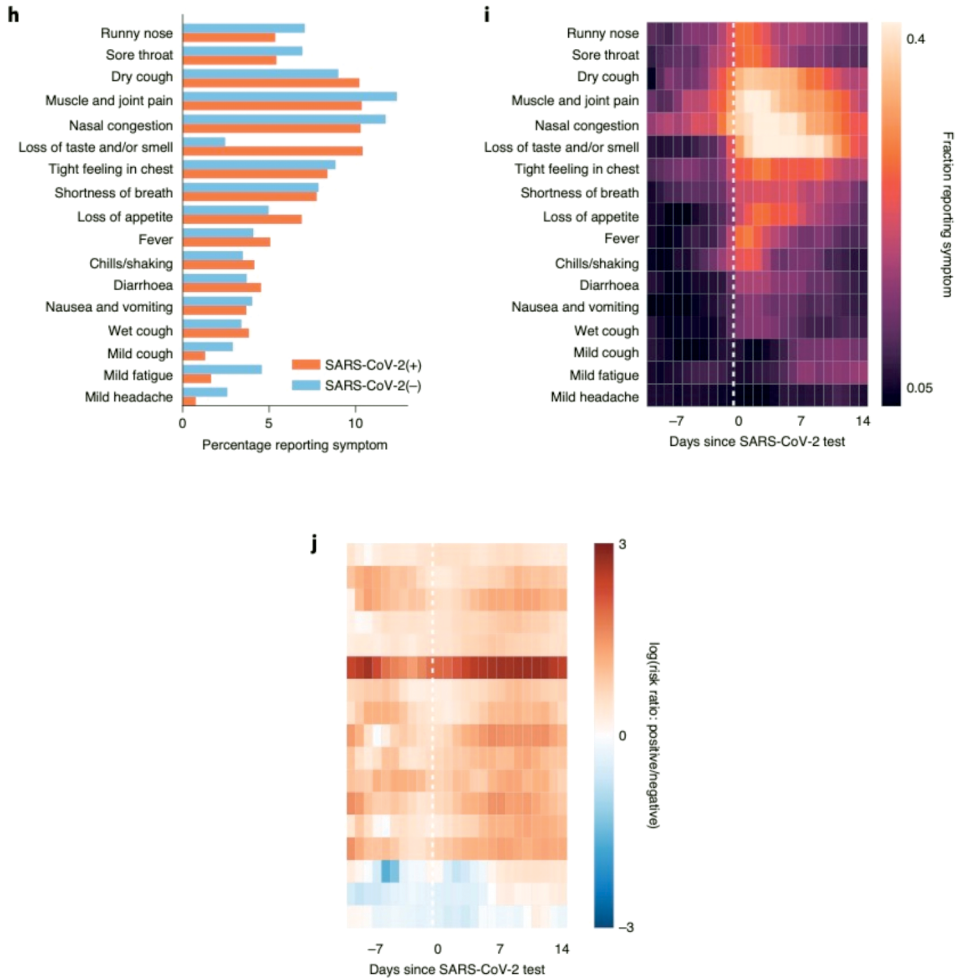 h
Runny nose
Sore throat
Dry cough
Muscle and joint pain
Nasal congestion
Loss of taste and/or smell
Tight feeling in chest
Shortness of breath
Loss of appetite
Fever
Chills/shaking
Diarrhoea
Nausea and vomiting
Wet cough
Mild cough
Mild fatigue
Mild headache
SARS-CoV-2(+)
SARS-CoV-2(–)
0 5 10
Percentage reporting symptom
i
Runny nose
Sore throat
Dry cough
Muscle and joint pain
Nasal congestion
Loss of taste and/or smell
Tight feeling in chest
Shortness of breath
Loss of appetite
Fever
Chills/shaking
Diarrhoea
Nausea and vomiting
Wet cough
Mild cough
Mild fatigue
Mild headache
–7 0 7 14
Days since SARS-CoV-2 test
0.4
0.05
Fraction reporting symptom
j
–7 0 7 14
Days since SARS-CoV-2 test
3
0
–3
log(risk ratio: positive/negative)